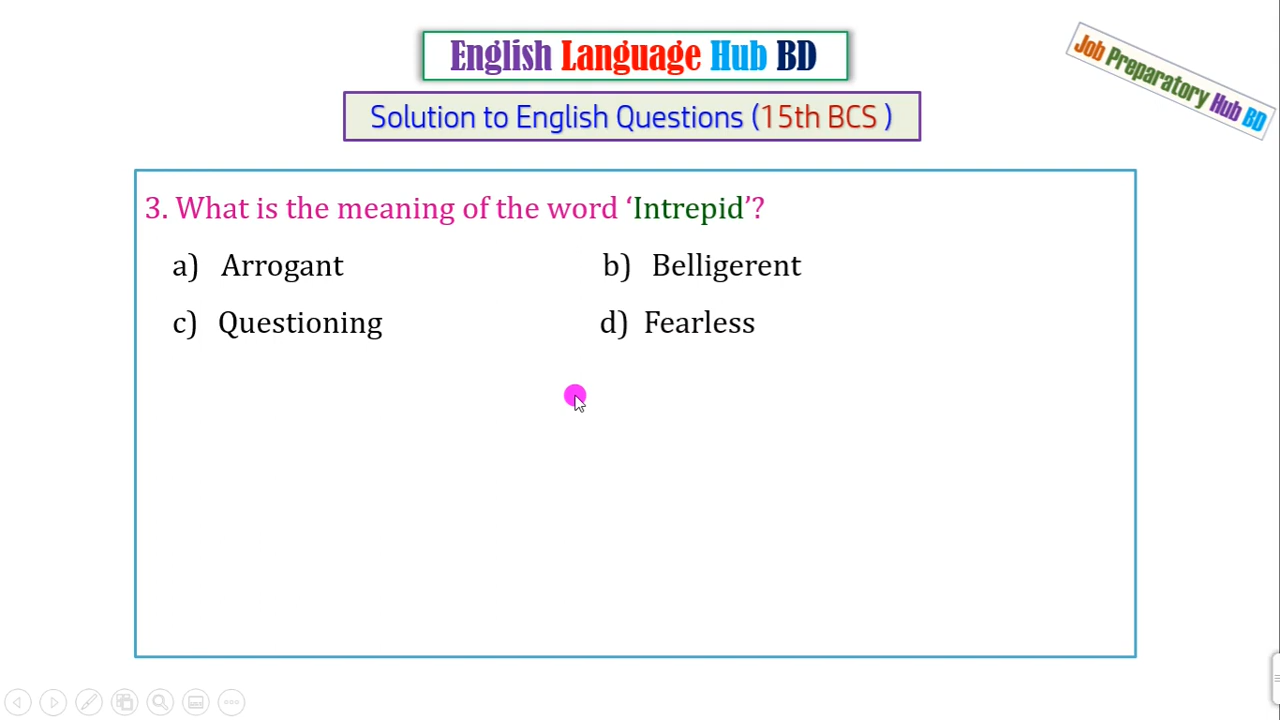 English Language Hub BD
Job Preparatory Hub BD
Solution to English Questions (15th BCS )
3. What is the meaning of the word ‘Intrepid’?
a) Arrogant b) Belligerent
c) Questioning d) Fearless